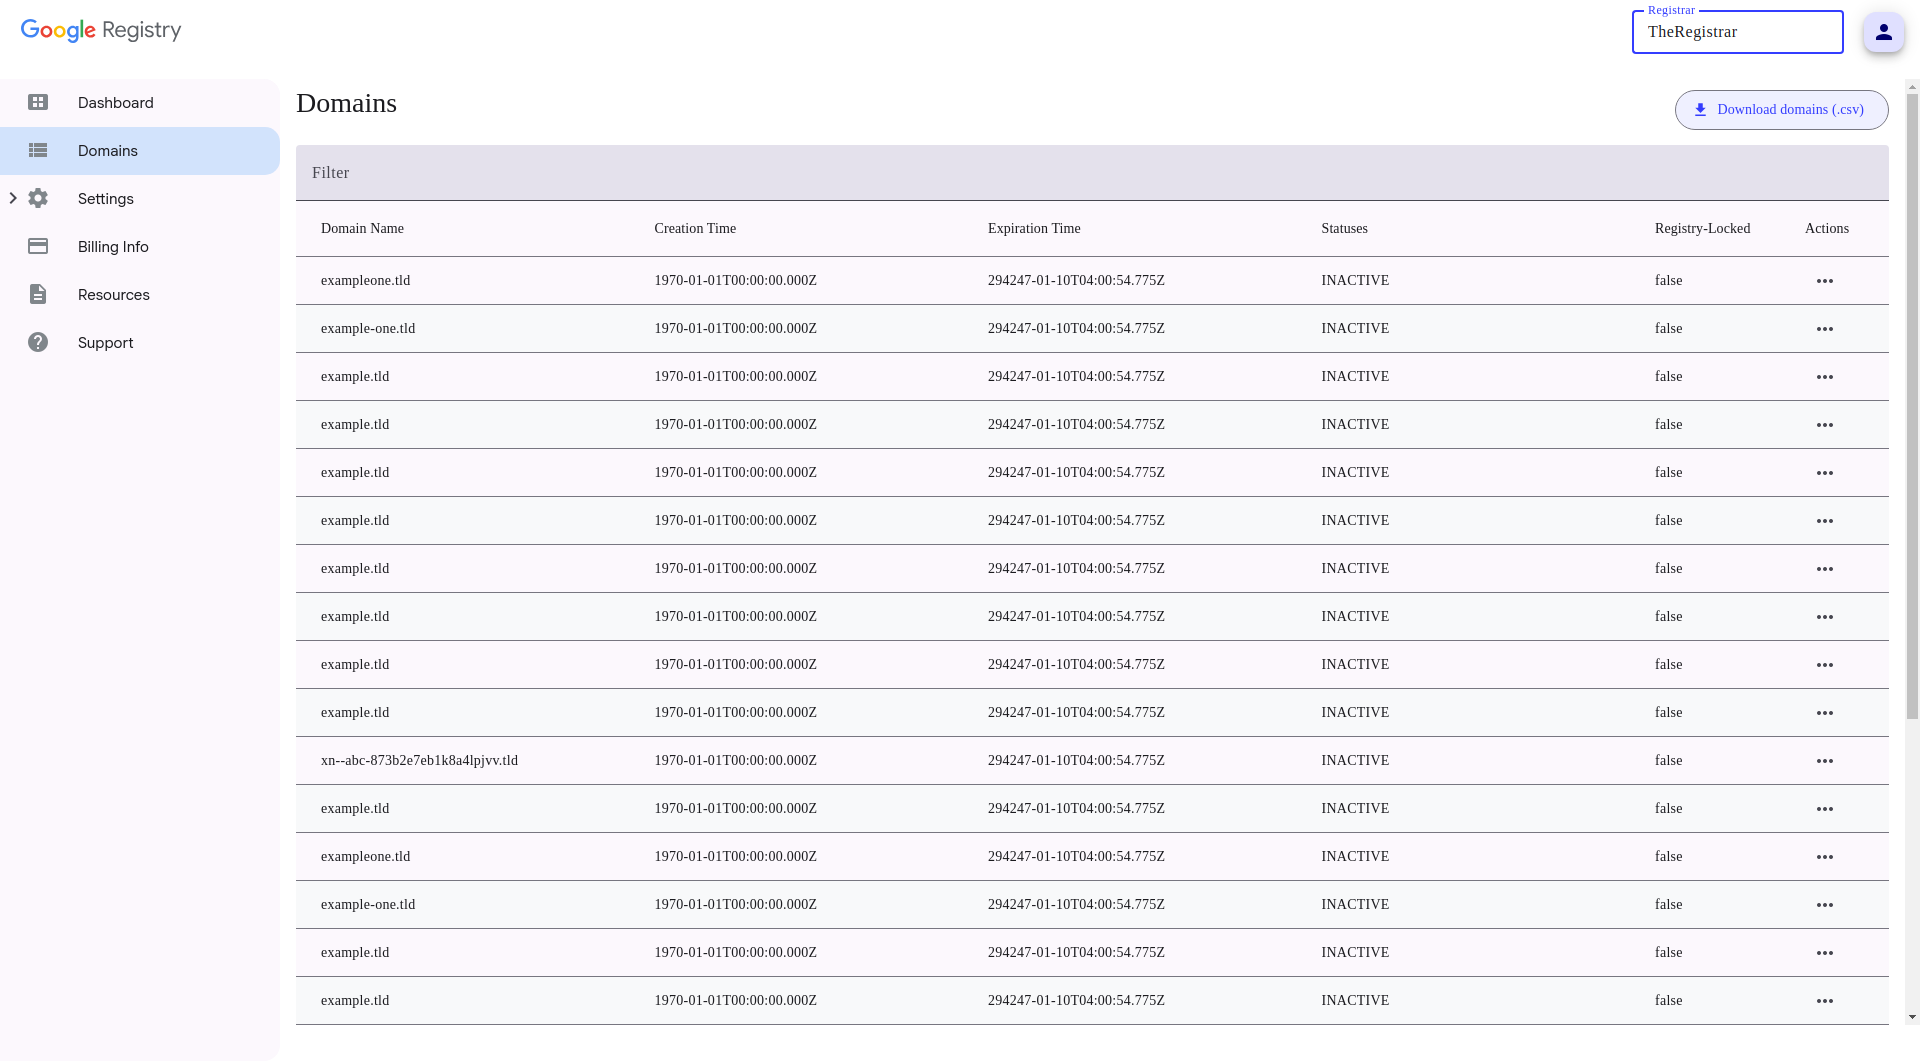 Google Registry
Registrar
TheRegistrar
Dashboard
Domains
Settings
Billing Info
Resources
Support
Domains
Download domains (.csv)
Filter
Domain Name Creation Time Expiration Time Statuses Registry-Locked Actions
exampleone.tld 1970-01-01T00:00:00.000Z 294247-01-10T04:00:54.775Z INACTIVE false
example-one.tld 1970-01-01T00:00:00.000Z 294247-01-10T04:00:54.775Z INACTIVE false
example.tld 1970-01-01T00:00:00.000Z 294247-01-10T04:00:54.775Z INACTIVE false
example.tld 1970-01-01T00:00:00.000Z 294247-01-10T04:00:54.775Z INACTIVE false
example.tld 1970-01-01T00:00:00.000Z 294247-01-10T04:00:54.775Z INACTIVE false
example.tld 1970-01-01T00:00:00.000Z 294247-01-10T04:00:54.775Z INACTIVE false
example.tld 1970-01-01T00:00:00.000Z 294247-01-10T04:00:54.775Z INACTIVE false
example.tld 1970-01-01T00:00:00.000Z 294247-01-10T04:00:54.775Z INACTIVE false
example.tld 1970-01-01T00:00:00.000Z 294247-01-10T04:00:54.775Z INACTIVE false
example.tld 1970-01-01T00:00:00.000Z 294247-01-10T04:00:54.775Z INACTIVE false
xn--abc-873b2e7eb1k8a4lpjvv.tld 1970-01-01T00:00:00.000Z 294247-01-10T04:00:54.775Z INACTIVE false
example.tld 1970-01-01T00:00:00.000Z 294247-01-10T04:00:54.775Z INACTIVE false
exampleone.tld 1970-01-01T00:00:00.000Z 294247-01-10T04:00:54.775Z INACTIVE false
example-one.tld 1970-01-01T00:00:00.000Z 294247-01-10T04:00:54.775Z INACTIVE false
example.tld 1970-01-01T00:00:00.000Z 294247-01-10T04:00:54.775Z INACTIVE false
example.tld 1970-01-01T00:00:00.000Z 294247-01-10T04:00:54.775Z INACTIVE false